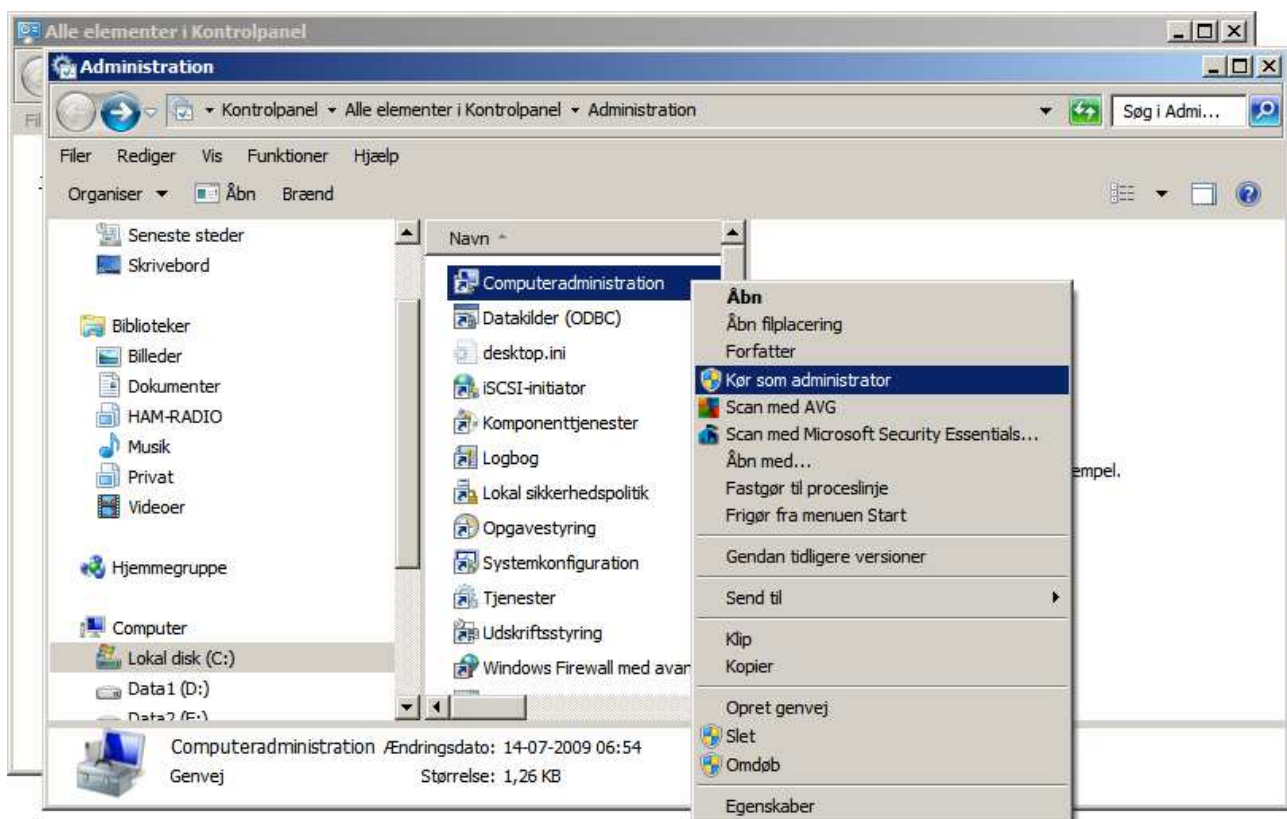 Alle elementer i Kontrolpanel
Administration
Kontrolpanel Alle elementer i Kontrolpanel Administration
Søg i Admi...
Fil
Filer Rediger Vis Funktioner Hjælp
Organiser Åbn Brænd
Seneste steder
Skrivebord
Biblioteker
Billeder
Dokumenter
HAM-RADIO
Musik
Privat
Videoer
Hjemmegruppe
Computer
Lokal disk (C:)
Data1 (D:)
Data2 (E:)
Navn
Computeradministration
Datakilder (ODBC)
desktop.ini
iSCSI-initiator
Komponenttjenester
Logbog
Lokal sikkerhedspolitik
Opgavestyring
Systemkonfiguration
Tjenester
Udskriftsstyring
Windows Firewall med avan
Åbn
Åbn filplacering
Forfatter
Kør som administrator
Scan med AVG
Scan med Microsoft Security Essentials...
Åbn med...
Fastgør til proceslinje
Frigør fra menuen Start
Gendan tidligere versioner
Send til
Klip
Kopier
Opret genvej
Slet
Omdøb
Egenskaber
empel.
Computeradministration Ændringsdato: 14-07-2009 06:54
Genvej Størrelse: 1,26 KB